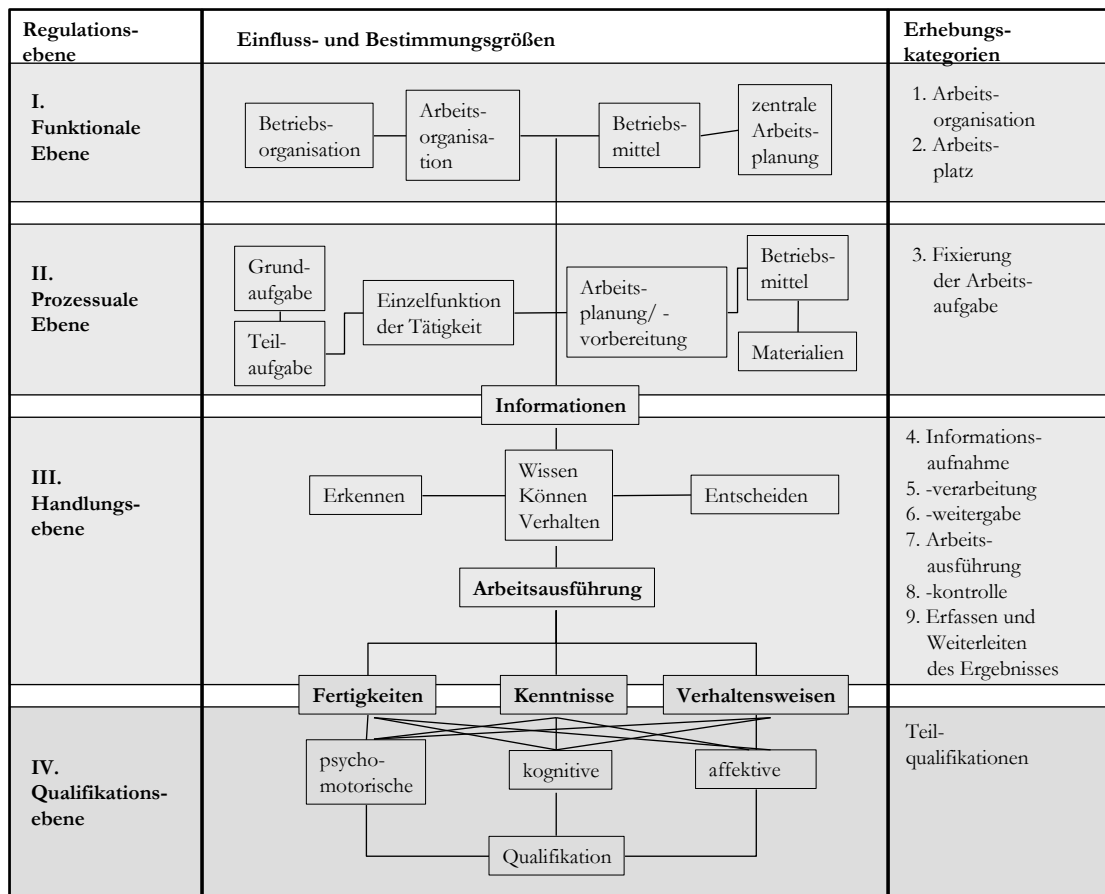 Regulations-
ebene
Einfluss- und Bestimmungsgrößen
Erhebungs-
kategorien
I.
Funktionale
Ebene
Betriebs-
organisation
Arbeits-
organisa-
tion
Betriebs-
mittel
zentrale
Arbeits-
planung
1. Arbeits-
organisation
2. Arbeits-
platz
II.
Prozessuale
Ebene
Grund-
aufgabe
Teil-
aufgabe
Einzelfunktion
der Tätigkeit
Arbeits-
planung/ -
vorbereitung
Betriebs-
mittel
Materialien
3. Fixierung
der Arbeits-
aufgabe
Informationen
III.
Handlungs-
ebene
Erkennen
Wissen
Können
Verhalten
Entscheiden
Arbeitsausführung
4. Informations-
aufnahme
5. -verarbeitung
6. -weitergabe
7. Arbeits-
ausführung
8. -kontrolle
9. Erfassen und
Weiterleiten
des Ergebnisses
Fertigkeiten
Kenntnisse
Verhaltensweisen
IV.
Qualifikations-
ebene
psycho-
motorische
kognitive
affektive
Qualifikation
Teil-
qualifikationen